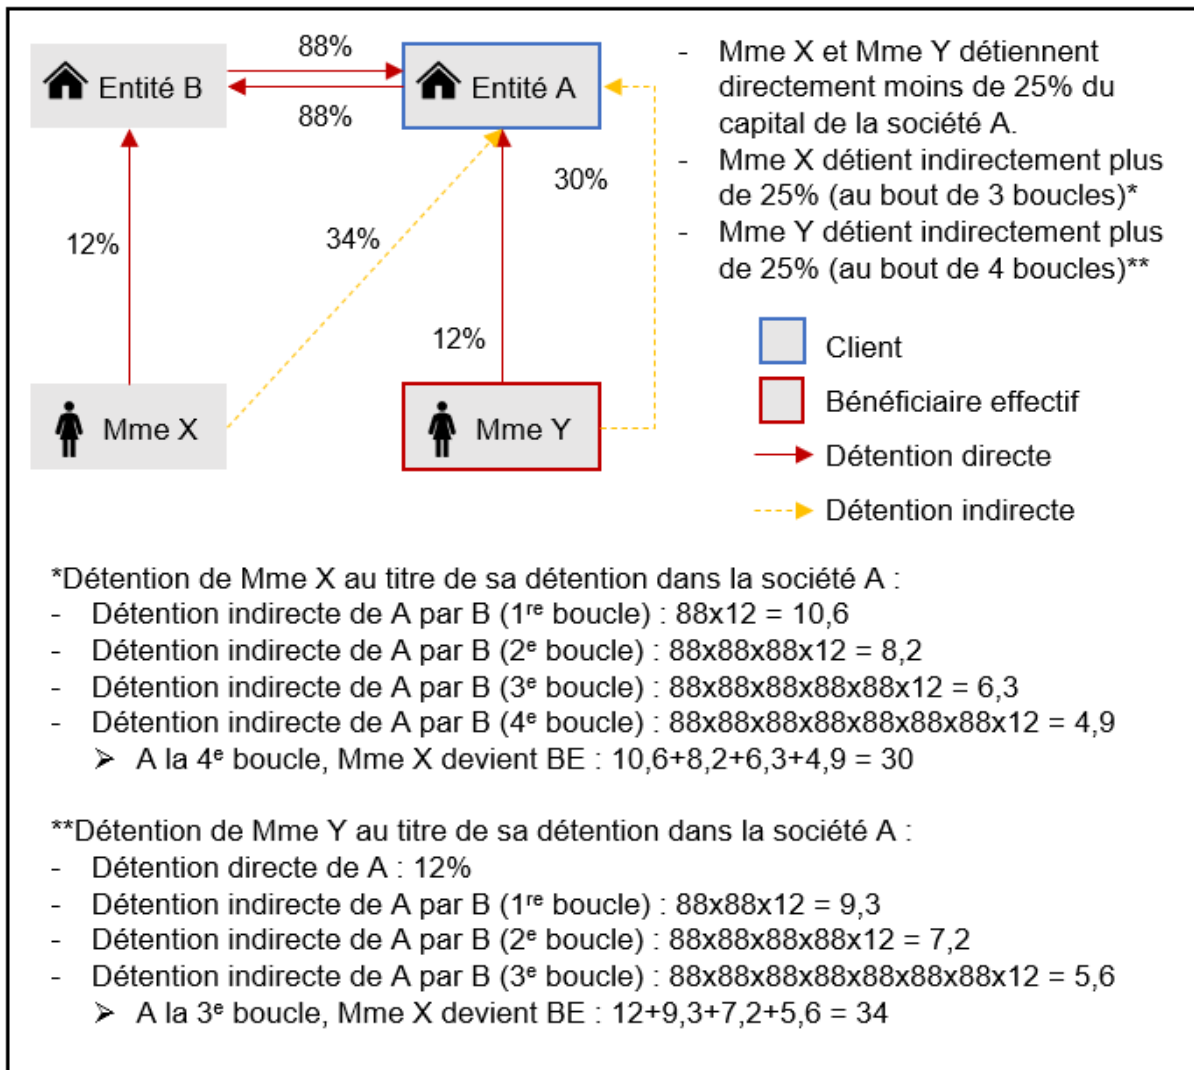 88%
Entité B
Entité A
88%
30%
12%
34%
12%
Mme X
Mme Y
- Mme X et Mme Y détiennent
directement moins de 25% du
capital de la société A.
- Mme X détient indirectement plus
de 25% (au bout de 3 boucles)*
- Mme Y détient indirectement plus
de 25% (au bout de 4 boucles)**
Client
Bénéficiaire effectif
Détention directe
Détention indirecte
*Détention de Mme X au titre de sa détention dans la société A :
- Détention indirecte de A par B (1re boucle) : 88x12 = 10,6
- Détention indirecte de A par B (2e boucle) : 88x88x88x12 = 8,2
- Détention indirecte de A par B (3e boucle) : 88x88x88x88x88x12 = 6,3
- Détention indirecte de A par B (4e boucle) : 88x88x88x88x88x88x88x12 = 4,9
➢ A la 4e boucle, Mme X devient BE : 10,6+8,2+6,3+4,9 = 30
**Détention de Mme Y au titre de sa détention dans la société A :
- Détention directe de A : 12%
- Détention indirecte de A par B (1re boucle) : 88x88x12 = 9,3
- Détention indirecte de A par B (2e boucle) : 88x88x88x88x12 = 7,2
- Détention indirecte de A par B (3e boucle) : 88x88x88x88x88x88x88x12 = 5,6
➢ A la 3e boucle, Mme X devient BE : 12+9,3+7,2+5,6 = 34